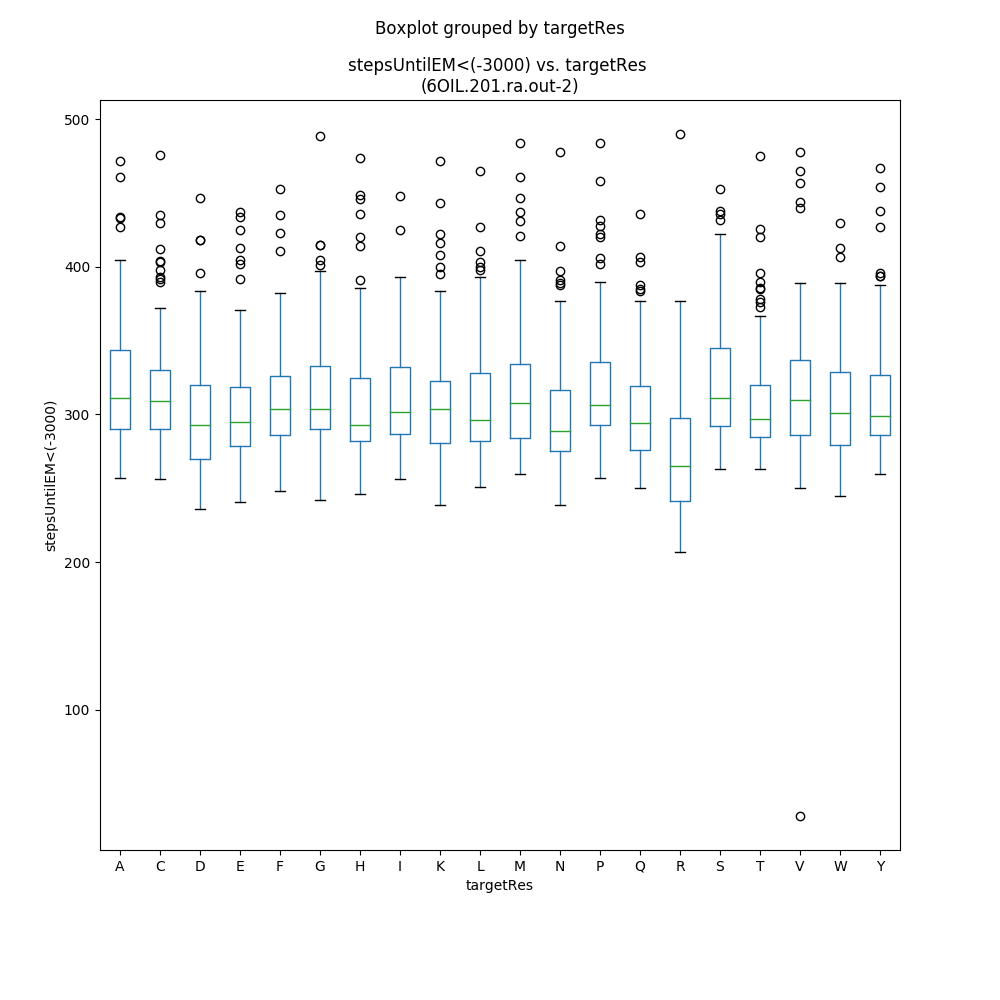 Boxplot grouped by targetRes
stepsUntilEM<(-3000) vs. targetRes
(6OIL.201.ra.out-2)
500
400
300
200
100
stepsUntilEM<(-3000)
A C D E F G H I K L M N P Q R S T V W Y
targetRes